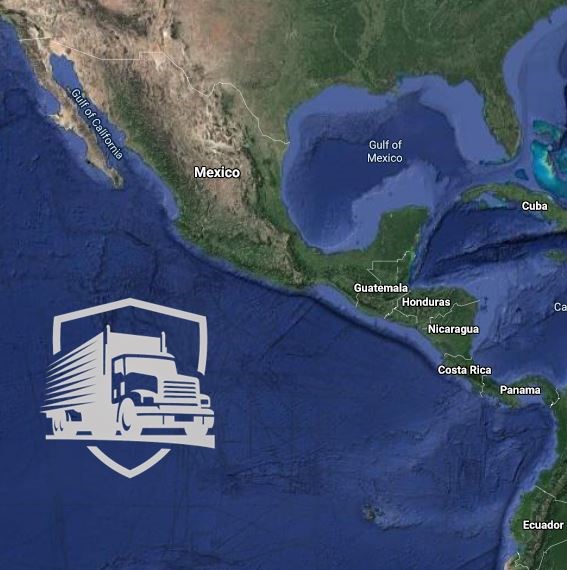 Gulf of California
Gulf of
Mexico
Mexico
Cuba
Guatemala
Honduras
Ca
Nicaragua
Costa Rica
Panama
Ecuador